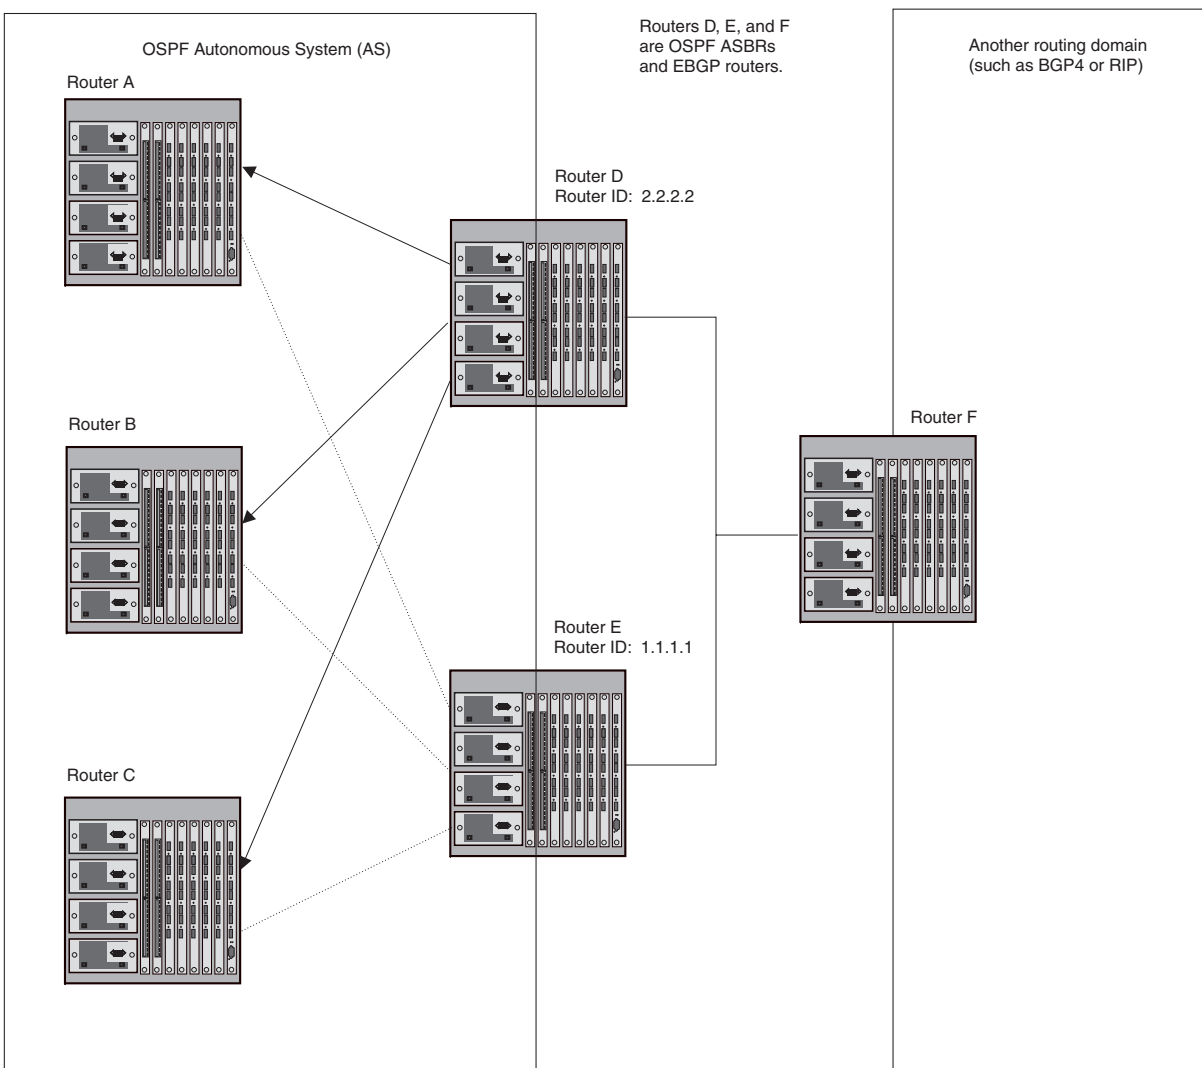 OSPF Autonomous System (AS)
Routers D, E, and F
are OSPF ASBRs
and EBGP routers.
Another routing domain
(such as BGP4 or RIP)
Router A
Router D
Router ID: 2.2.2.2
Router B
Router F
Router E
Router ID: 1.1.1.1
Router C